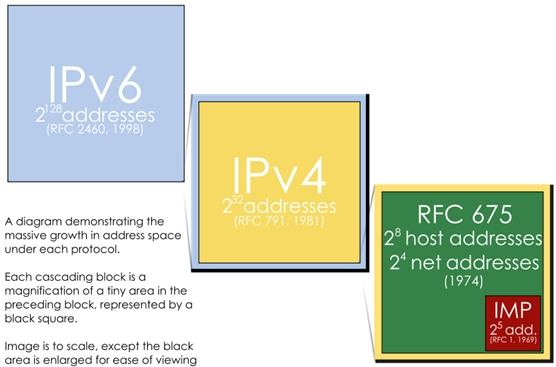 IPv6
2¹²⁸ addresses
(RFC 2460, 1998)
IPv4
2³² addresses
(RFC 791, 1981)
RFC 675
2⁸ host addresses
2⁴ net addresses
(1974)
IMP
2⁵ add.
(RFC 1, 1969)
A diagram demonstrating the
massive growth in address space
under each protocol.
Each cascading block is a
magnification of a tiny area in the
preceding block, represented by a
black square.
Image is to scale, except the black
area is enlarged for ease of viewing